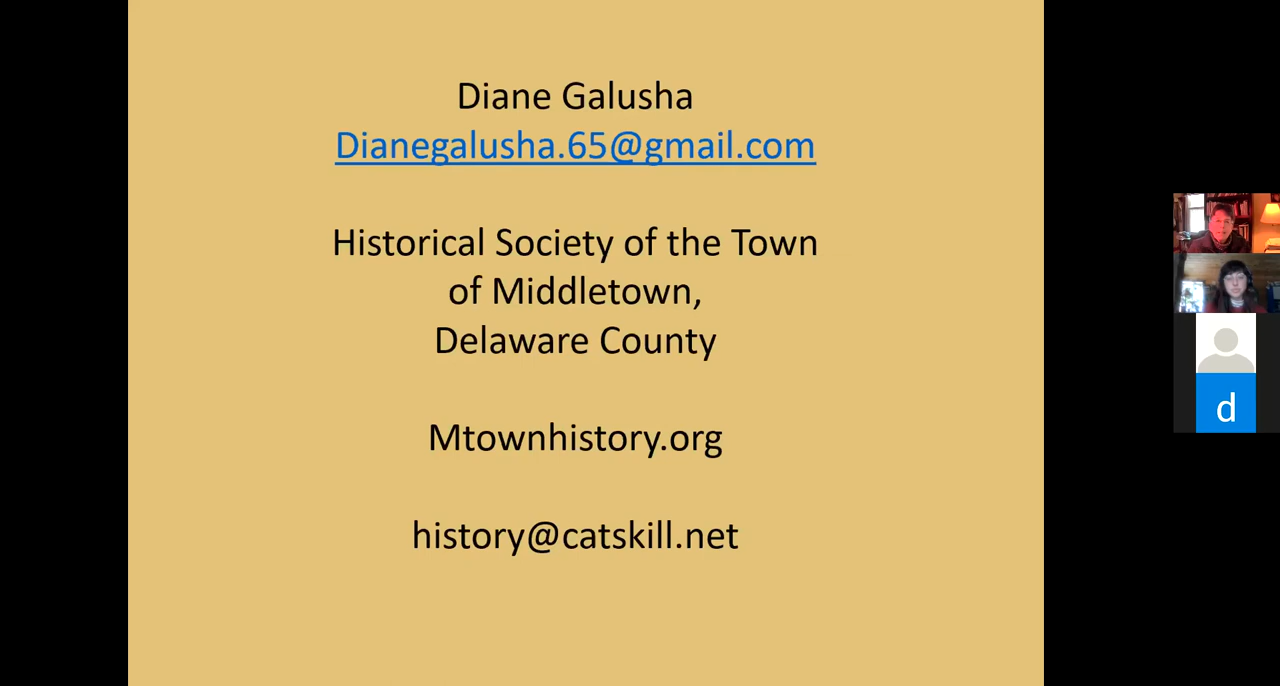 Diane Galusha
Dianegalusha.65@gmail.com
Historical Society of the Town
of Middletown,
Delaware County
Mtownhistory.org
history@catskill.net
d